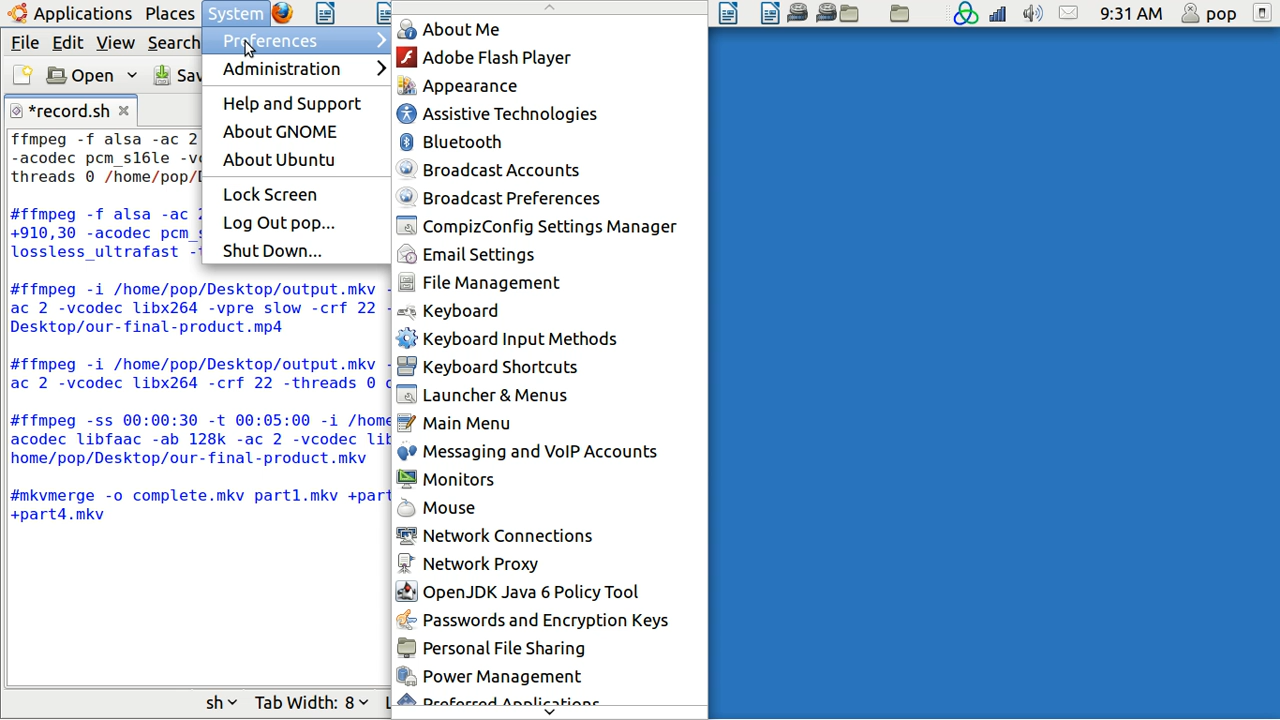 Applications Places System 9:31 AM pop
File Edit View Search
Open Sav
*record.sh
ffmpeg -f alsa -ac 2
-acodec pcm_s16le
threads 0 /home/pop/
#ffmpeg -f alsa -ac
+910,30 -acodec
lossless_ultrafast
#ffmpeg -i /home/pop/Desktop/output.mkv
ac 2 -vcodec libx264 -vpre slow -crf 22 -
Desktop/our-final-product.mp4
#ffmpeg -i /home/pop/Desktop/output.mkv
ac 2 -vcodec libx264 -crf 22 -threads 0
#ffmpeg -ss 00:00:30 -t 00:05:00 -i /home
acodec libfaac -ab 128k -ac 2 -vcodec lib
home/pop/Desktop/our-final-product.mkv
#mkvmerge -o complete.mkv part1.mkv +part
+part4.mkv
sh Tab Width: 8
Preferences
Administration
Help and Support
About GNOME
About Ubuntu
Lock Screen
Log Out pop...
Shut Down...
About Me
Adobe Flash Player
Appearance
Assistive Technologies
Bluetooth
Broadcast Accounts
Broadcast Preferences
CompizConfig Settings Manager
Email Settings
File Management
Keyboard
Keyboard Input Methods
Keyboard Shortcuts
Launcher & Menus
Main Menu
Messaging and VoIP Accounts
Monitors
Mouse
Network Connections
Network Proxy
OpenJDK Java 6 Policy Tool
Passwords and Encryption Keys
Personal File Sharing
Power Management
Preferred Applications